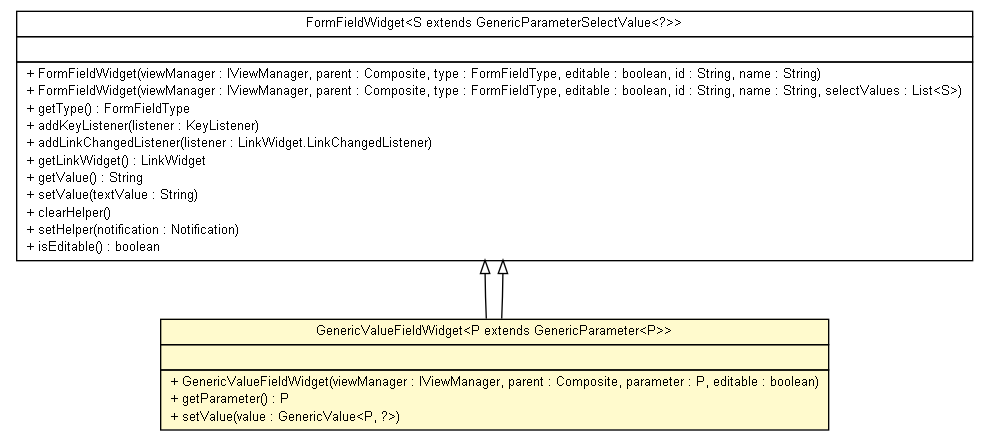 FormFieldWidget<S extends GenericParameterSelectValue<?>>
+ FormFieldWidget(viewManager : IViewManager, parent : Composite, type : FormFieldType, editable : boolean, id : String, name : String)
+ FormFieldWidget(viewManager : IViewManager, parent : Composite, type : FormFieldType, editable : boolean, id : String, name : String, selectValues : List<S>)
+ getType() : FormFieldType
+ addKeyListener(listener : KeyListener)
+ addLinkChangedListener(listener : LinkWidget.LinkChangedListener)
+ getLinkWidget() : LinkWidget
+ getValue() : String
+ setValue(textValue : String)
+ clearHelper()
+ setHelper(notification : Notification)
+ isEditable() : boolean
GenericValueFieldWidget<P extends GenericParameter<P>>
+ GenericValueFieldWidget(viewManager : IViewManager, parent : Composite, parameter : P, editable : boolean)
+ getParameter() : P
+ setValue(value : GenericValue<P, ?>)